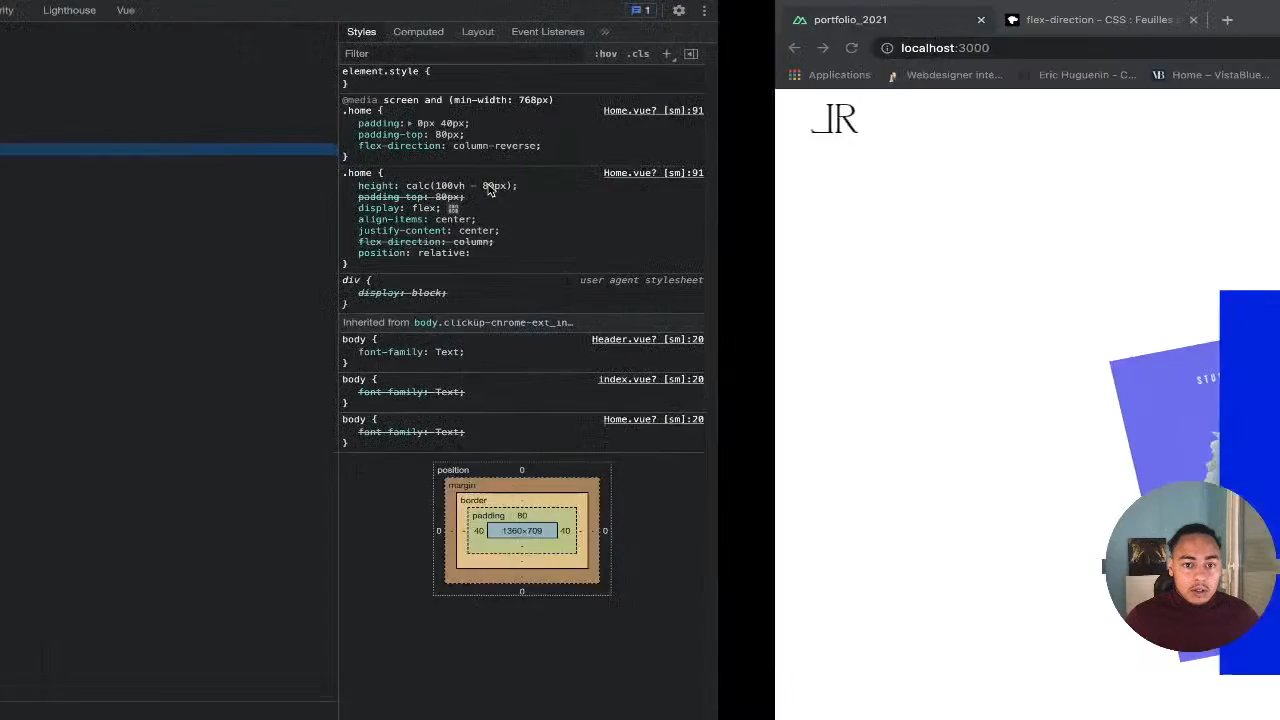 rity Lighthouse Vue 1
Styles Computed Layout Event Listeners »
Filter :hov .cls +
element.style {
}
@media screen and (min-width: 768px)
.home { Home.vue? [sm]:91
padding: 0px 40px;
padding-top: 80px;
flex-direction: column-reverse;
}
.home { Home.vue? [sm]:91
height: calc(100vh - 80px);
padding-top: 80px;
display: flex;
align-items: center;
justify-content: center;
flex-direction: column;
position: relative;
}
div { user agent stylesheet
display: block;
}
Inherited from body.clickup-chrome-ext_in…
body { Header.vue? [sm]:20
font-family: Text;
}
body { index.vue? [sm]:20
font-family: Text;
}
body { Home.vue? [sm]:20
font-family: Text;
}
position 0
margin -
border -
padding 80
0 - - 40 1360×709 40 - - 0
-
-
-
0
portfolio_2021 flex-direction - CSS : Feuilles
localhost:3000
Applications Webdesigner inte... Eric Huguenin - C... Home – VistaBlue...
JR